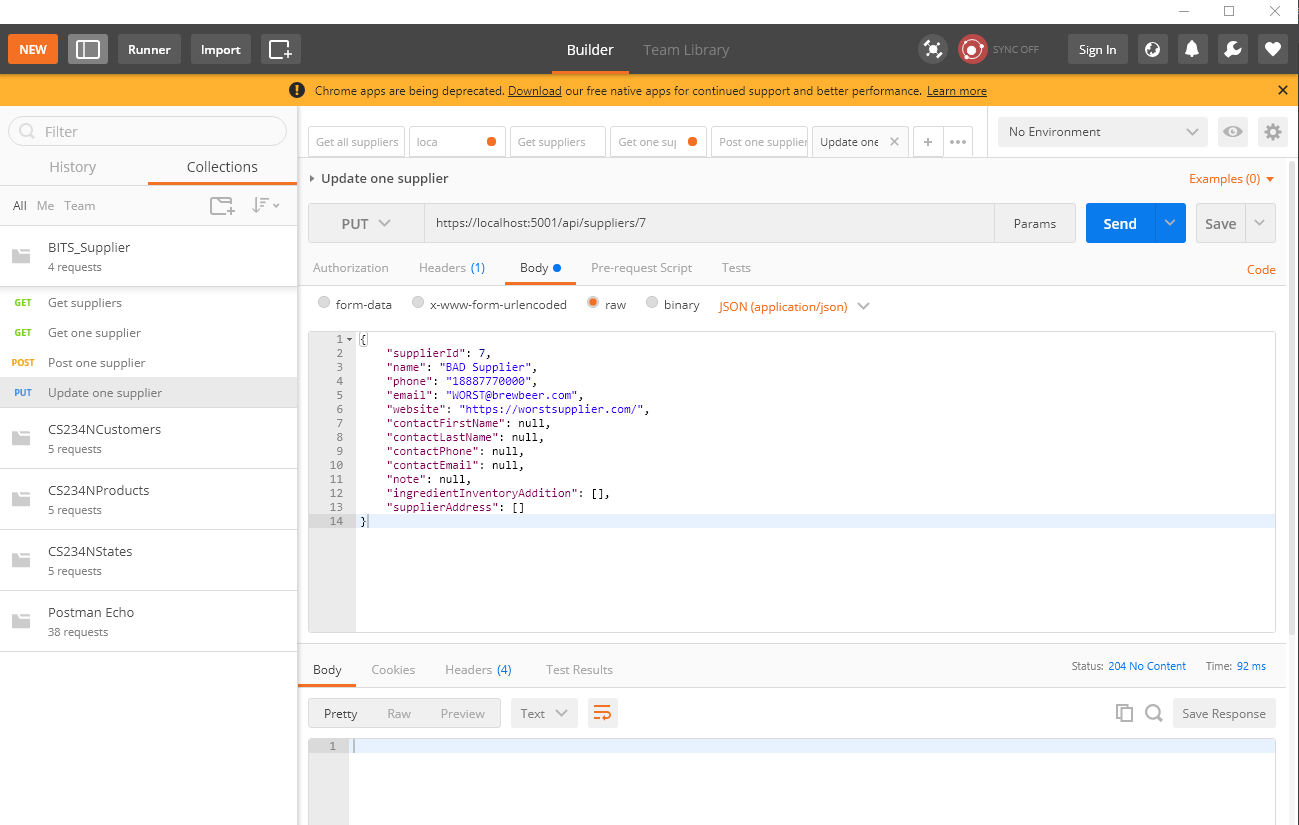 NEW Runner Import Builder Team Library SYNC OFF Sign In
Chrome apps are being deprecated. Download our free native apps for continued support and better performance. Learn more
Filter
History Collections
All Me Team
BITS_Supplier
4 requests
GET Get suppliers
GET Get one supplier
POST Post one supplier
PUT Update one supplier
CS234NCustomers
5 requests
CS234NProducts
5 requests
CS234NStates
5 requests
Postman Echo
38 requests
Get all suppliers loca Get suppliers Get one sup Post one supplier Update one
No Environment
Update one supplier Examples (0)
PUT https://localhost:5001/api/suppliers/7 Params Send Save
Authorization Headers (1) Body Pre-request Script Tests Code
form-data x-www-form-urlencoded raw binary JSON (application/json)
1 {
2 "supplierId": 7,
3 "name": "BAD Supplier",
4 "phone": "18887770000",
5 "email": "WORST@brewbeer.com",
6 "website": "https://worstsupplier.com/",
7 "contactFirstName": null,
8 "contactLastName": null,
9 "contactPhone": null,
10 "contactEmail": null,
11 "note": null,
12 "ingredientInventoryAddition": [],
13 "supplierAddress": []
14 }
Body Cookies Headers (4) Test Results Status: 204 No Content Time: 92 ms
Pretty Raw Preview Text Save Response
1